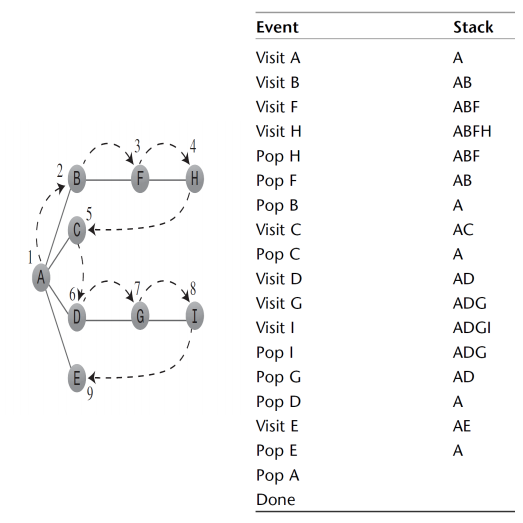 3
4
2
B
F
H
5
C
1
A
6
7
8
D
G
I
E
9
Event Stack
Visit A A
Visit B AB
Visit F ABF
Visit H ABFH
Pop H ABF
Pop F AB
Pop B A
Visit C AC
Pop C A
Visit D AD
Visit G ADG
Visit I ADGI
Pop I ADG
Pop G AD
Pop D A
Visit E AE
Pop E A
Pop A
Done